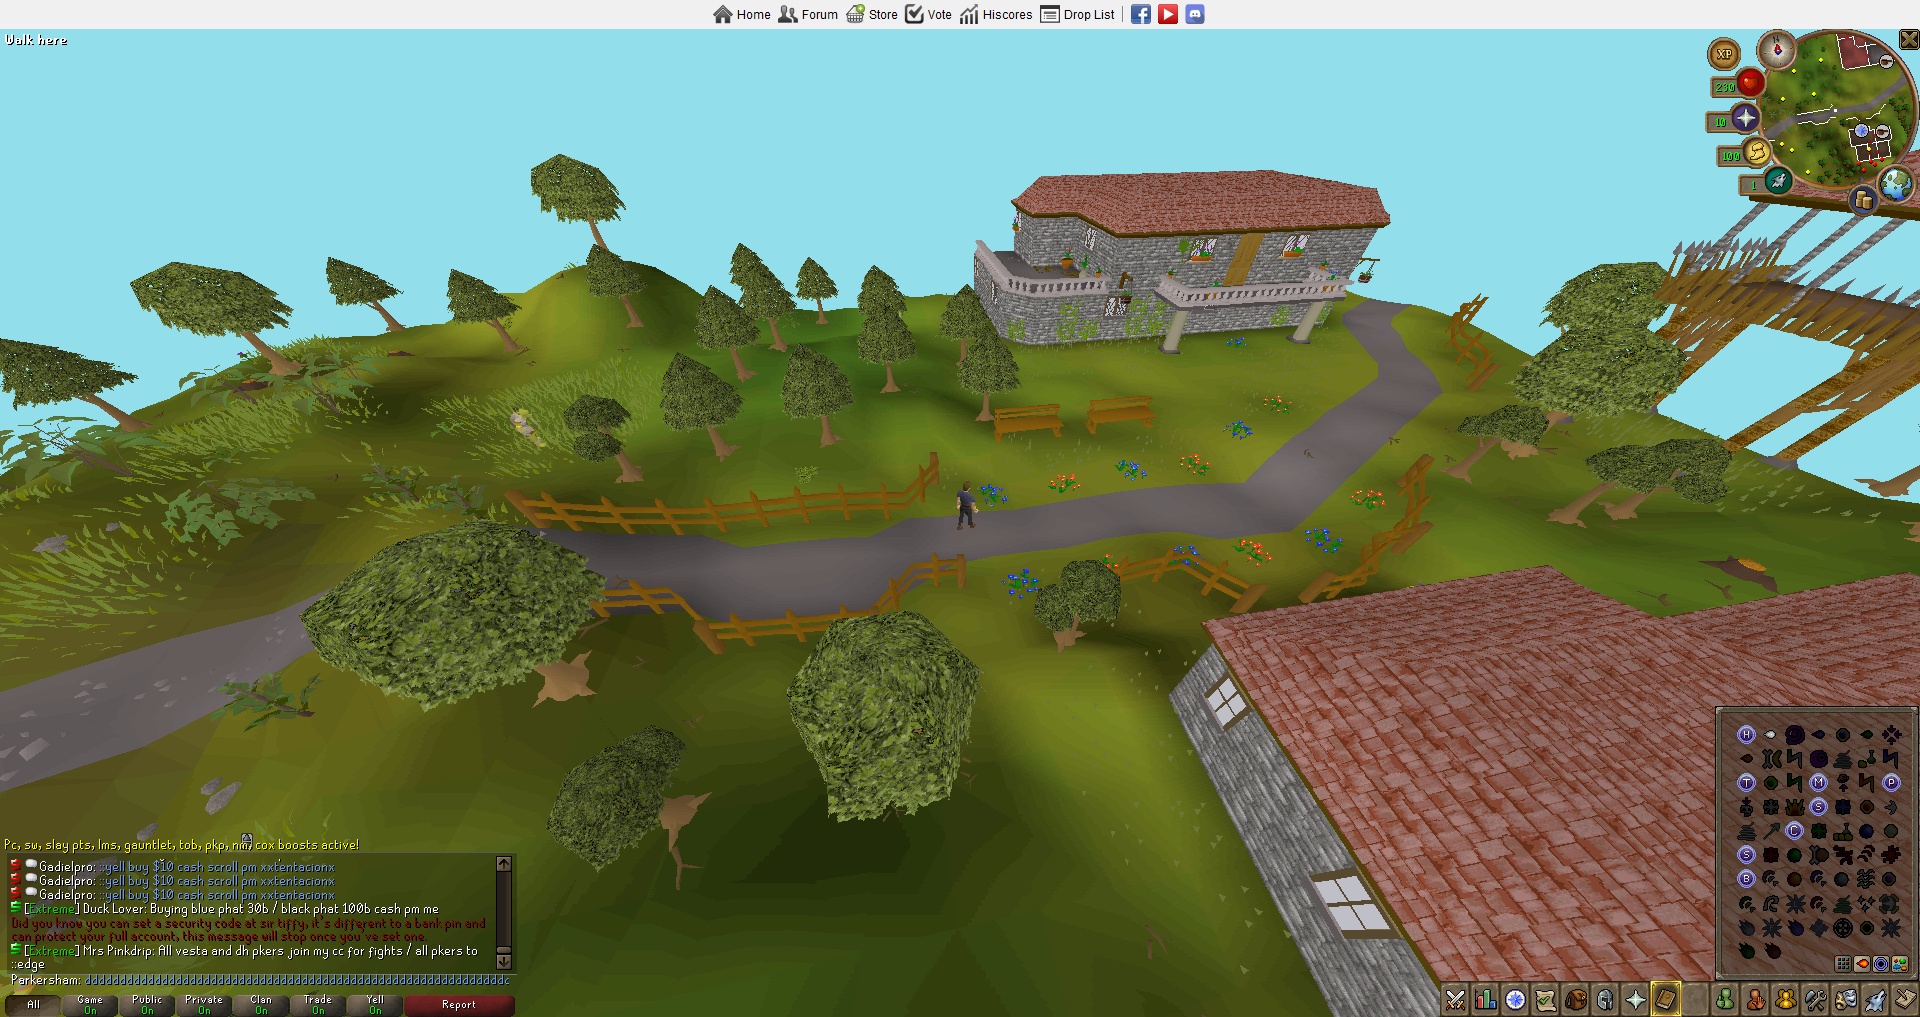 Home Forum Store Vote Hiscores Drop List
Walk here
XP
N
230
10
100
1
Pc, sw, slay pts, lms, gauntlet, tob, pkp, nm, cox boosts active!
Gadielpro: ::yell buy $10 cash scroll pm xxtentacionx
Gadielpro: ::yell buy $10 cash scroll pm xxtentacionx
Gadielpro: ::yell buy $10 cash scroll pm xxtentacionx
[Extreme] Duck Lover: Buying blue phat 30b / black phat 100b cash pm me
Did you know you can set a security code at sir tiffy, it's different to a bank pin and
can protect your full account, this message will stop once you've set one.
[Extreme] Mrs Pinkdrip: All vesta and dh pkers join my cc for fights / all pkers to
::edge
Parkersham:
All Game On Public On Private On Clan On Trade On Yell On Report
H
T M P
S
C
S
B